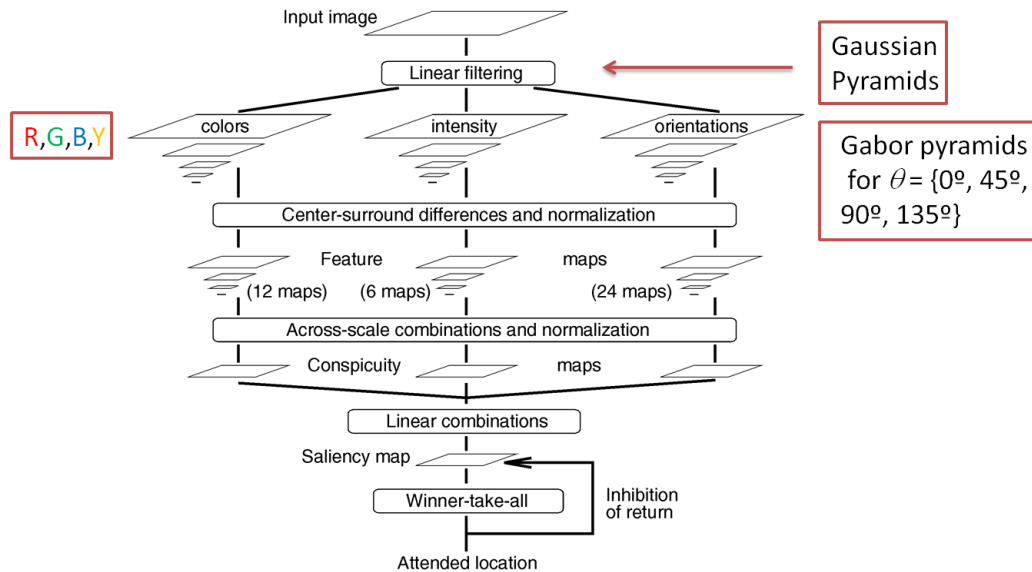 Input image
Linear filtering
Gaussian
Pyramids
R,G,B,Y
colors
intensity
orientations
Gabor pyramids
for θ = {0º, 45º,
90º, 135º}
Center-surround differences and normalization
Feature maps
(12 maps) (6 maps) (24 maps)
Across-scale combinations and normalization
Conspicuity maps
Linear combinations
Saliency map
Winner-take-all
Inhibition
of return
Attended location